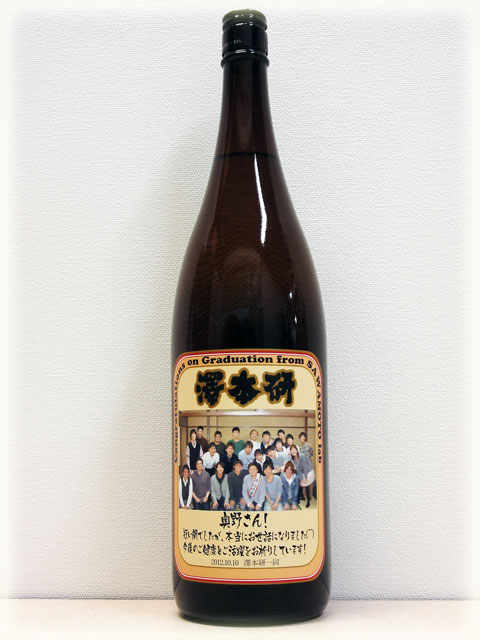 Congratulations on Graduation from SAWAMOTO lab
澤本研
奥野さん!
短い間でしたが、本当にお世話になりました(^^)
今後のご健康とご活躍をお祈りしています!
2012.10.10 澤本研一同